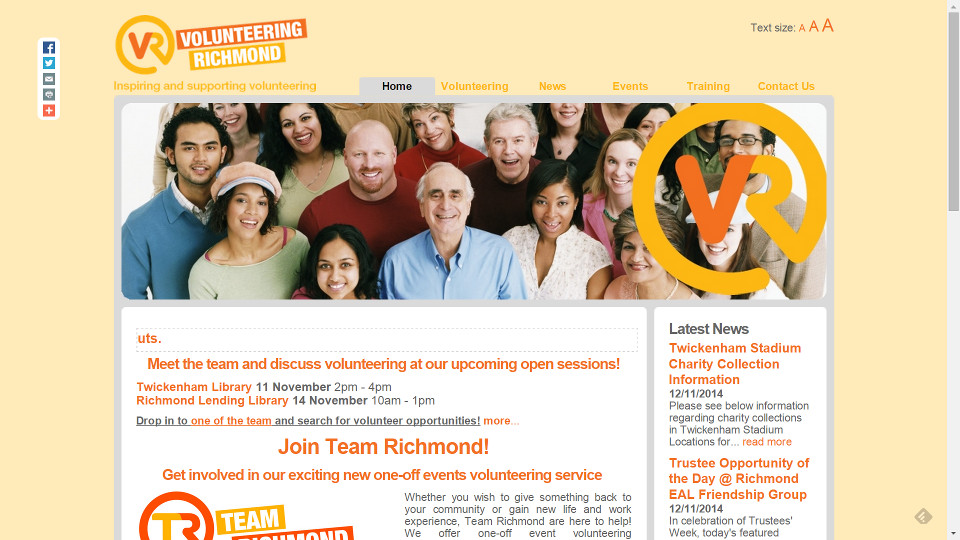 VR VOLUNTEERING
RICHMOND
Inspiring and supporting volunteering
Text size: A A A
Home Volunteering News Events Training Contact Us
VR
uts.
Meet the team and discuss volunteering at our upcoming open sessions!
Twickenham Library 11 November 2pm - 4pm
Richmond Lending Library 14 November 10am - 1pm
Drop in to one of the team and search for volunteer opportunities! more...
Join Team Richmond!
Get involved in our exciting new one-off events volunteering service
TR TEAM
RICHMOND
Whether you wish to give something back to
your community or gain new life and work
experience, Team Richmond are here to help!
We offer one-off event volunteering
Latest News
Twickenham Stadium
Charity Collection
Information
12/11/2014
Please see below information
regarding charity collections
in Twickenham Stadium
Locations for... read more
Trustee Opportunity of
the Day @ Richmond
EAL Friendship Group
12/11/2014
In celebration of Trustees'
Week, today's featured